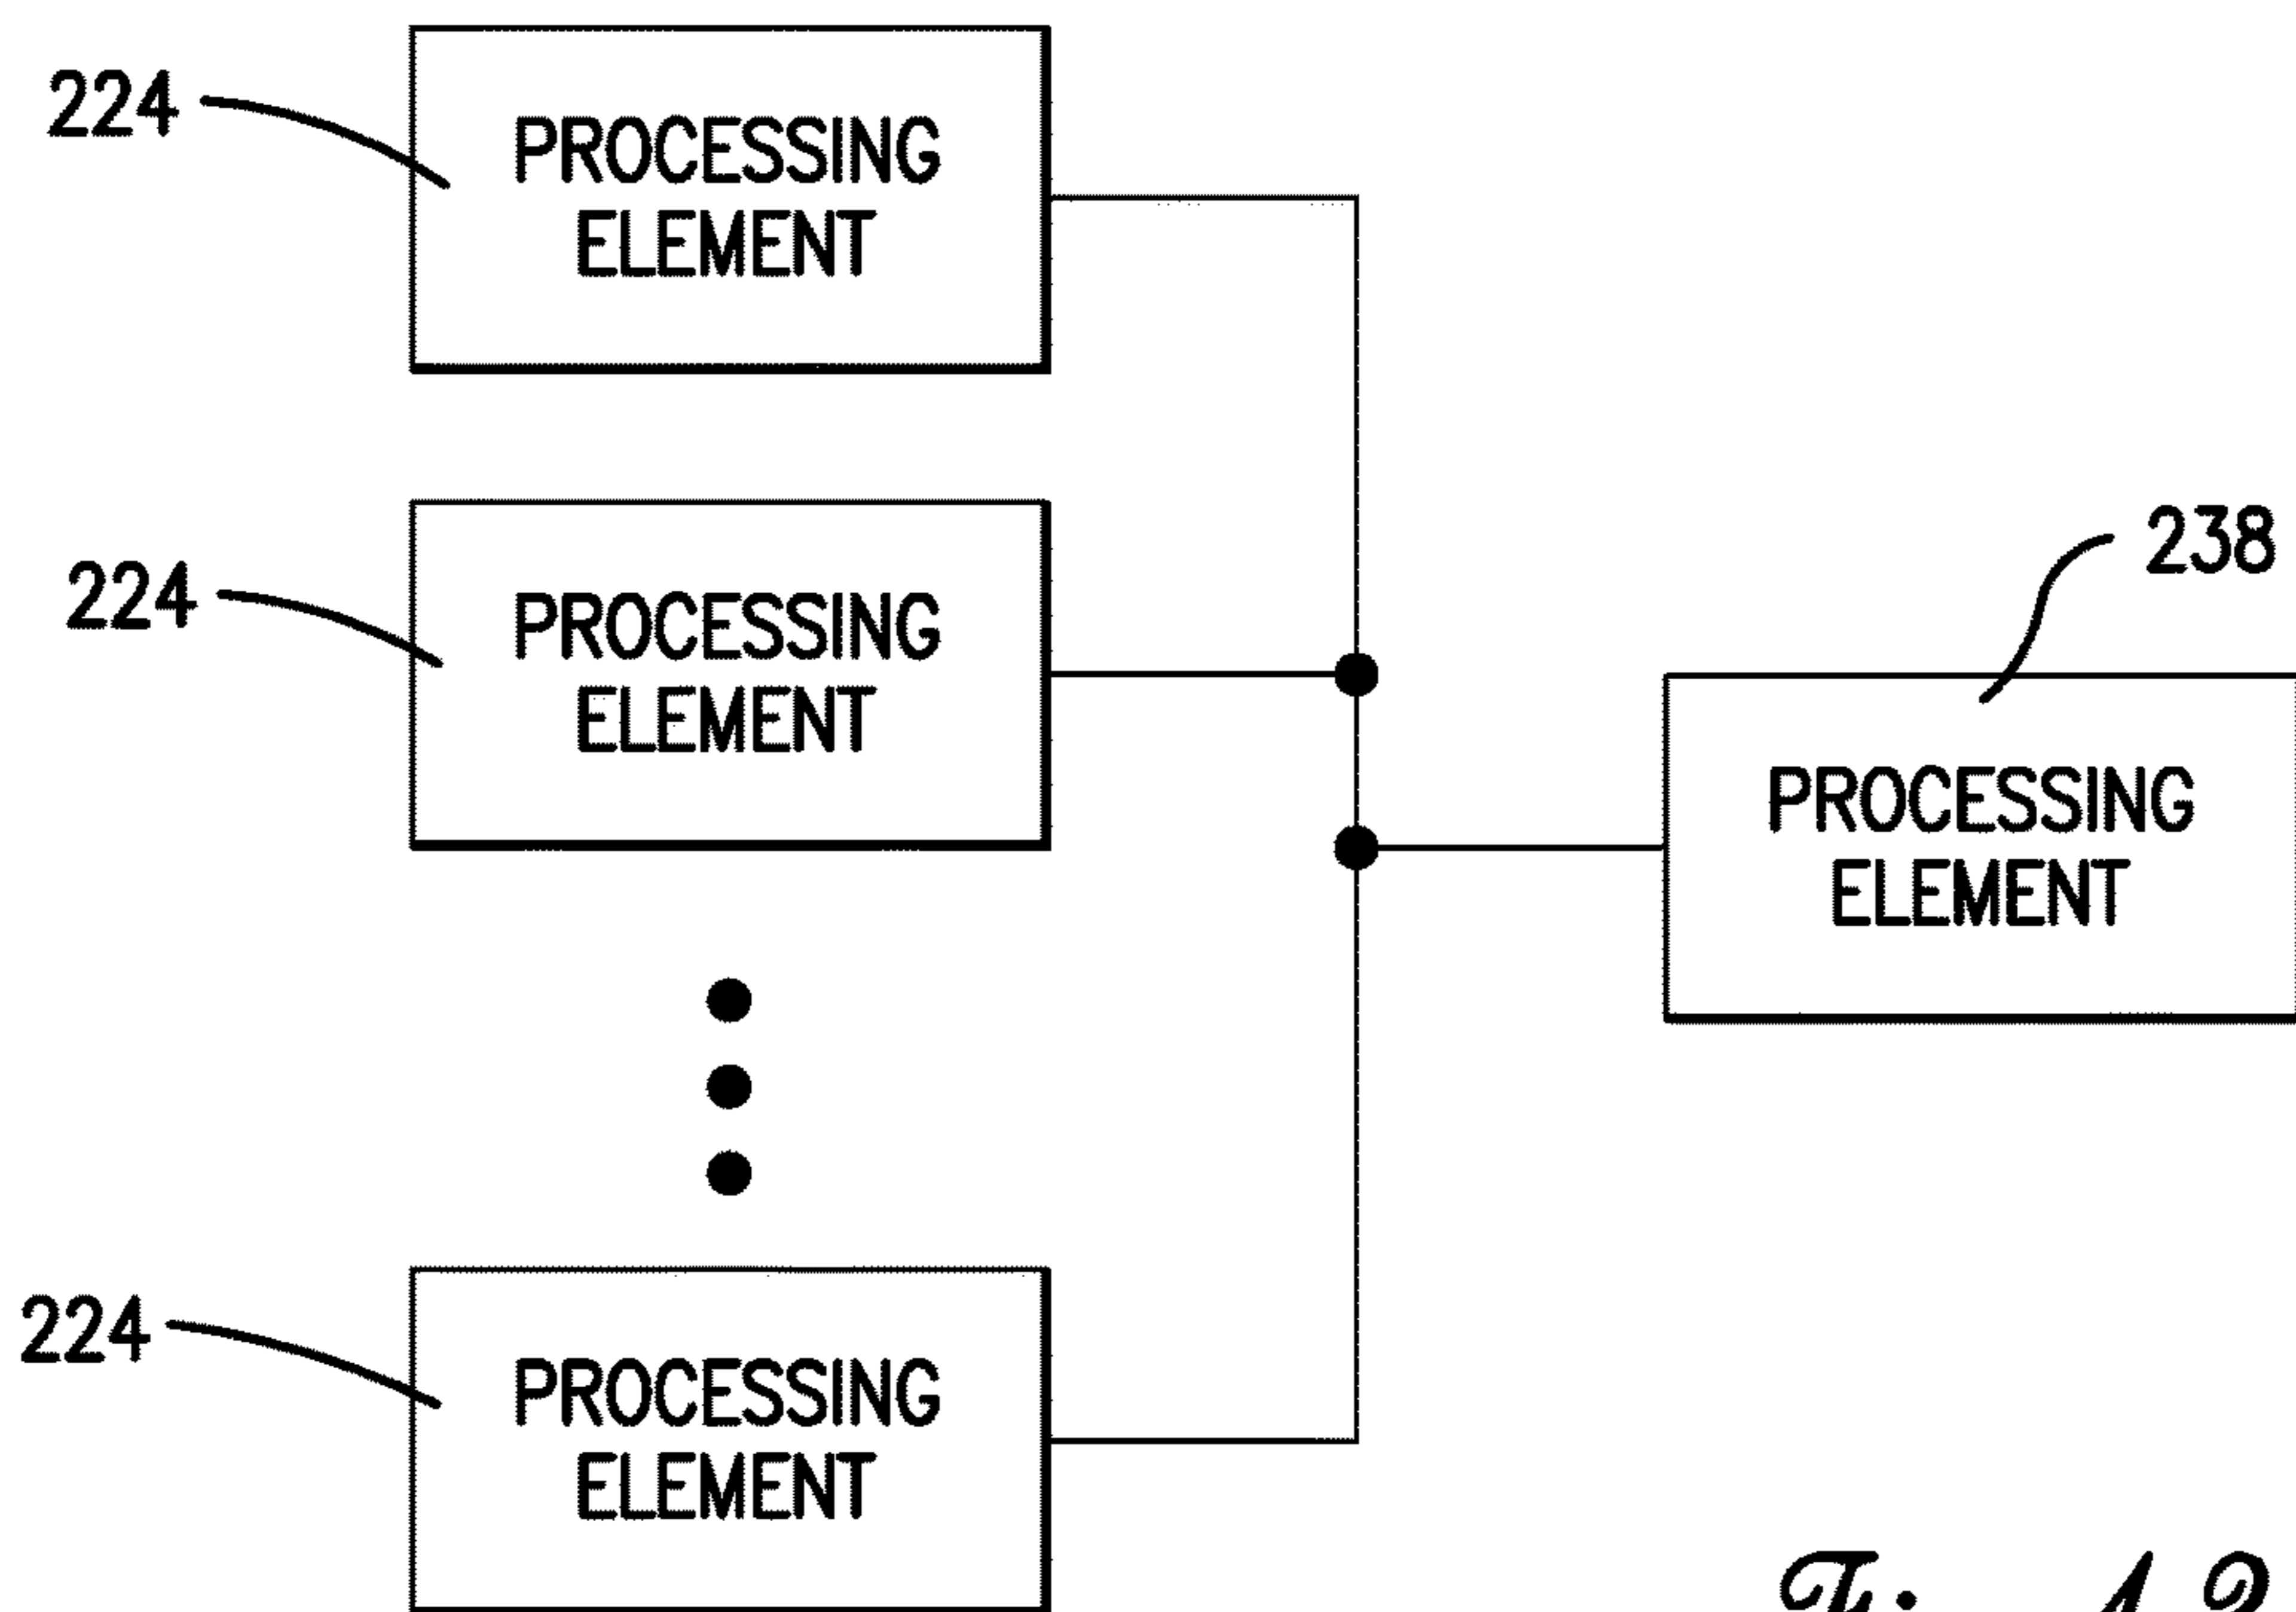 224
PROCESSING
ELEMENT
224
PROCESSING
ELEMENT
238
PROCESSING
ELEMENT
224
PROCESSING
ELEMENT